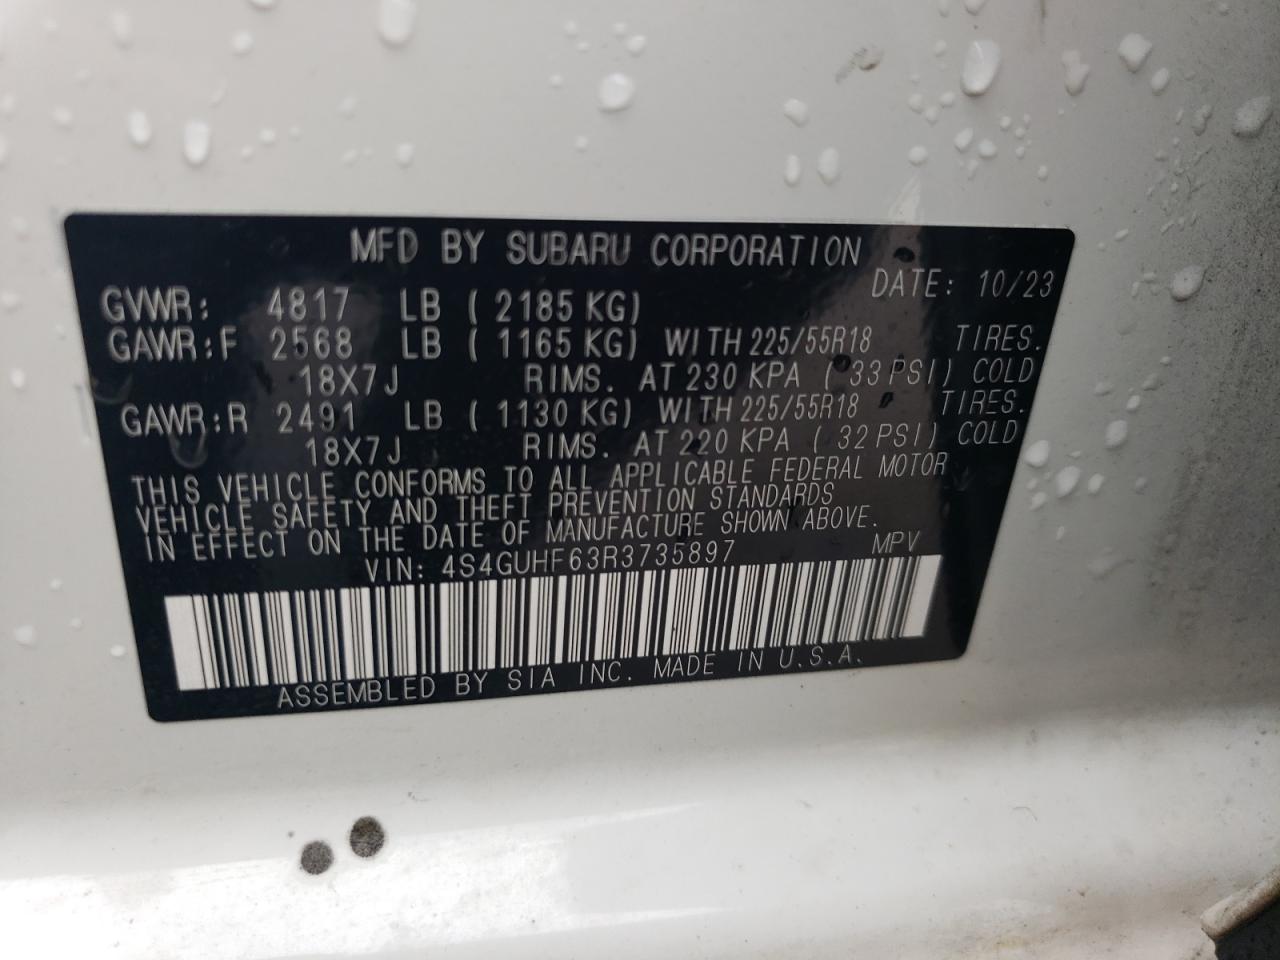 MFD BY SUBARU CORPORATION
DATE: 10/23
GVWR: 4817 LB ( 2185 KG)
GAWR:F 2568 LB ( 1165 KG) WITH 225/55R18 TIRES.
18X7J RIMS. AT 230 KPA ( 33 PSI) COLD
GAWR:R 2491 LB ( 1130 KG) WITH 225/55R18 TIRES.
18X7J RIMS. AT 220 KPA ( 32 PSI) COLD
THIS VEHICLE CONFORMS TO ALL APPLICABLE FEDERAL MOTOR
VEHICLE SAFETY AND THEFT PREVENTION STANDARDS
IN EFFECT ON THE DATE OF MANUFACTURE SHOWN ABOVE.
VIN: 4S4GUHF63R3735897 MPV
ASSEMBLED BY SIA INC. MADE IN U.S.A.